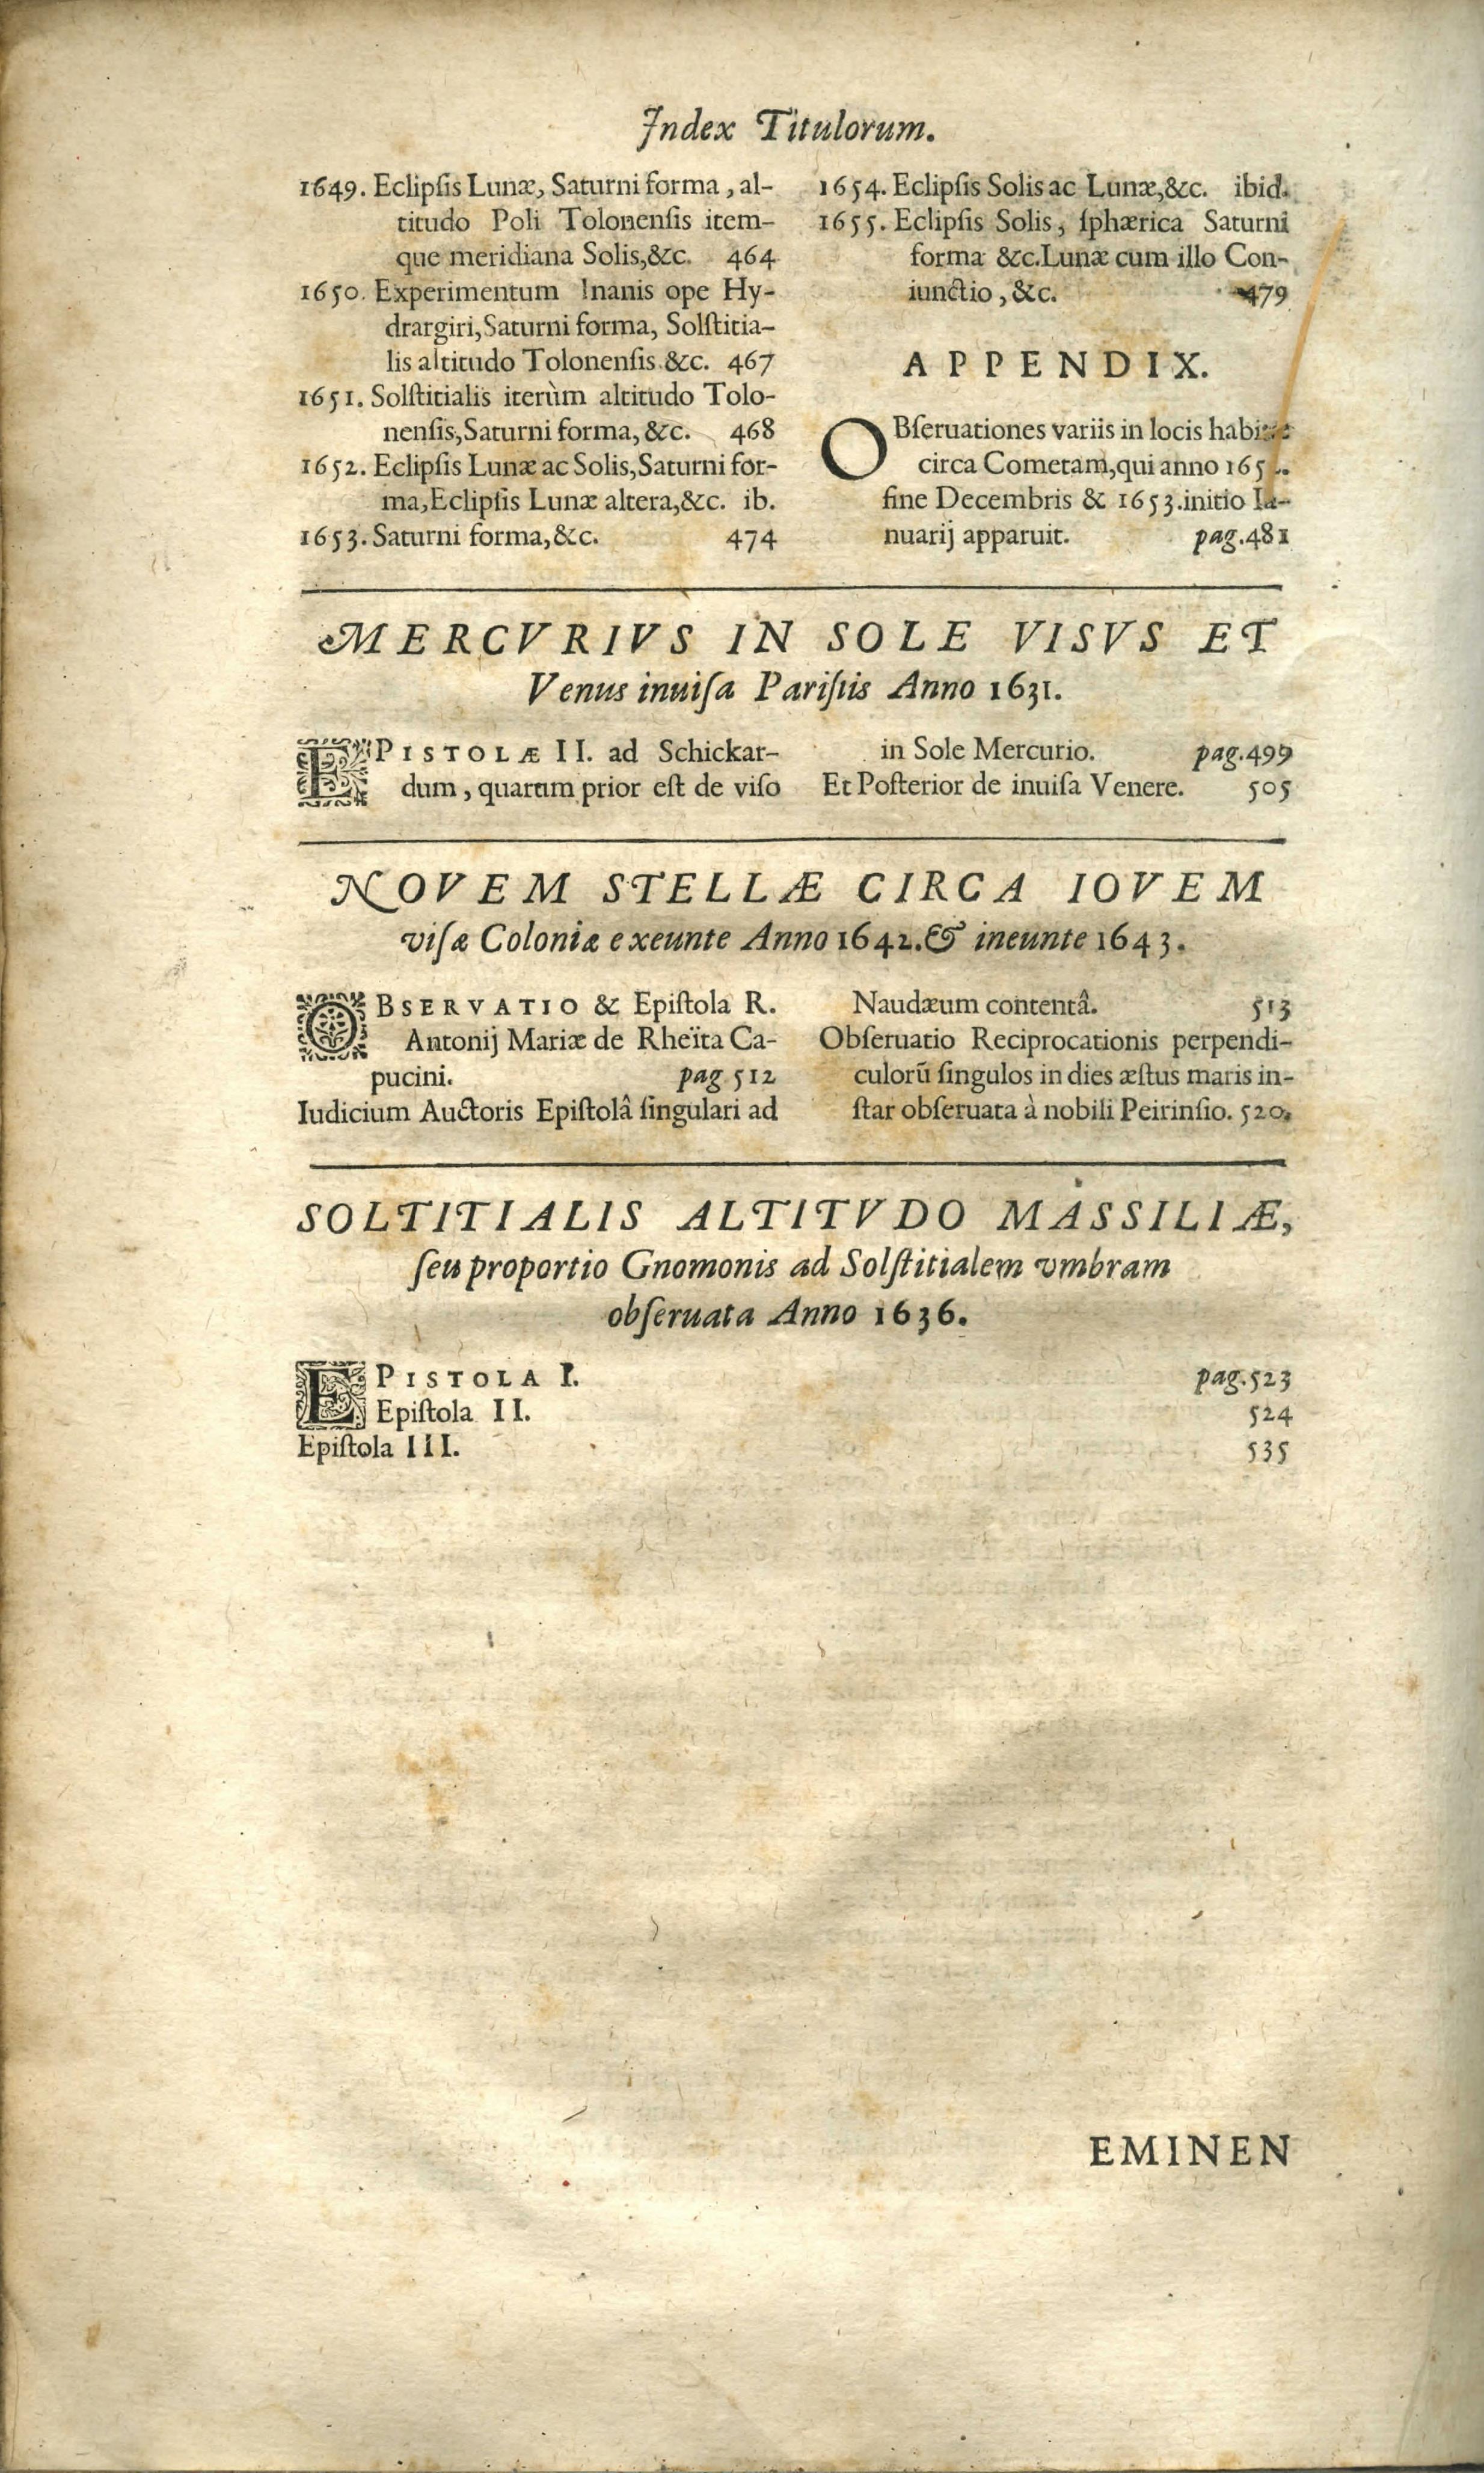 Index Titulorum.
1649. Eclipſis Lunæ, Saturni forma, al-
titudo Poli Tolonenſis item-
que meridiana Solis, &c. 464
1650. Experimentum Inanis ope Hy-
drargiri, Saturni forma, Solſtitia-
lis altitudo Tolonenſis &c. 467
1651. Solſtitialis iterùm altitudo Tolo-
nenſis, Saturni forma, &c. 468
1652. Eclipſis Lunæ ac Solis, Saturni for-
ma, Eclipſis Lunæ altera, &c. ib.
1653. Saturni forma, &c. 474
1654. Eclipſis Solis ac Lunæ, &c. ibid.
1655. Eclipſis Solis, ſphærica Saturni
forma &c. Lunæ cum illo Con-
iunctio, &c. 479
APPENDIX.
OBſeruationes variis in locis
circa Cometam, qui anno
fine Decembris & 1653. initio Ia-
nuarij apparuit. pag. 481
MERCVRIVS IN SOLE VISVS ET
Venus inuiſa Pariſiis Anno 1631.
EPISTOLÆ II. ad Schickar-
dum, quarum prior eſt de viſo
in Sole Mercurio. pag. 499
Et Poſterior de inuiſa Venere. 505
NOVEM STELLÆ CIRCA IOVEM
viſæ Coloniæ exeunte Anno 1642. & ineunte 1643.
OBSERVATIO & Epiſtola R.
Antonij Mariæ de Rheïta Ca-
pucini. pag 512
Iudicium Auctoris Epiſtolâ ſingulari ad
Naudæum contentâ. 513
Obſeruatio Reciprocationis perpendi-
culorũ ſingulos in dies æſtus maris in-
ſtar obſeruata à nobili Peirinſio. 520.
SOLTITIALIS ALTITVDO MASSILIÆ,
ſeu proportio Gnomonis ad Solſtitialem vmbram
obſeruata Anno 1636.
EPISTOLA I. pag. 523
Epiſtola II. 524
Epiſtola III. 535
EMINEN